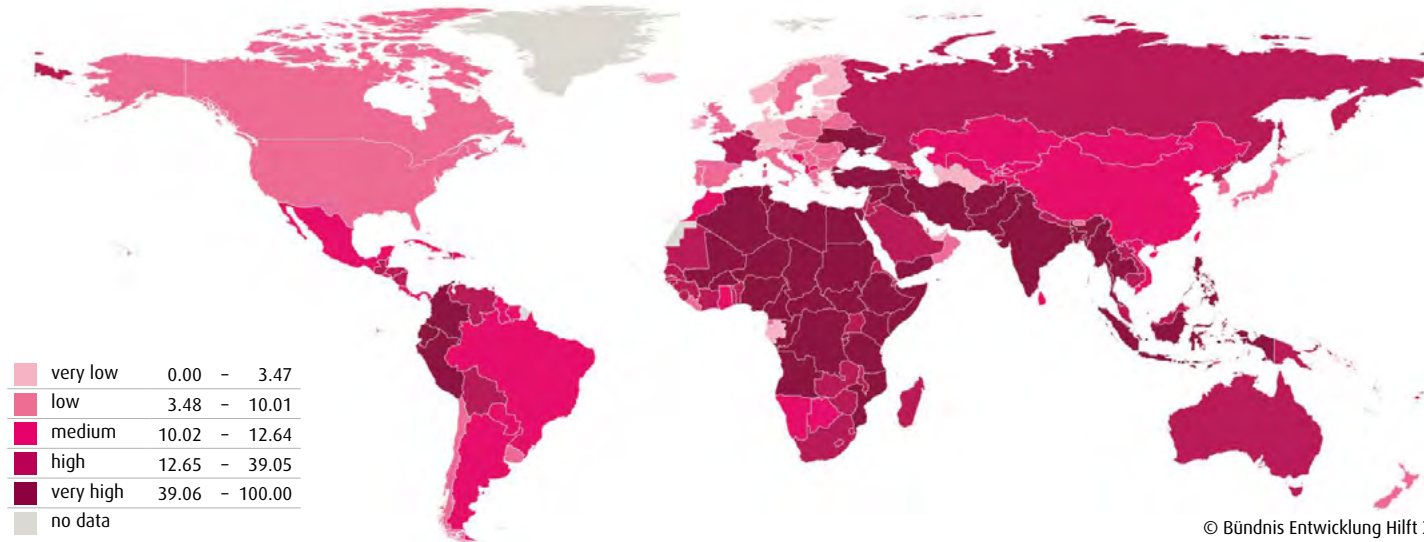 very low 0.00 – 3.47
low 3.48 – 10.01
medium 10.02 – 12.64
high 12.65 – 39.05
very high 39.06 – 100.00
no data
© Bündnis Entwicklung Hilft